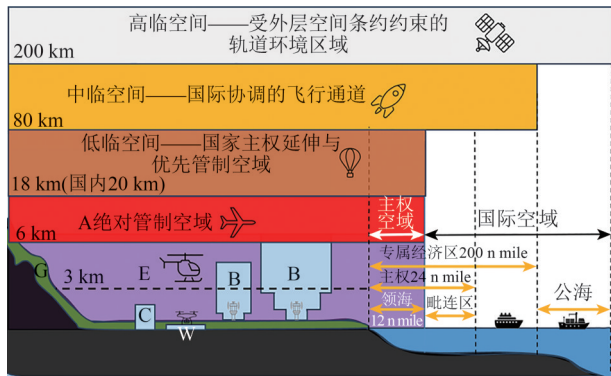 高临空间——受外层空间条约约束的
轨道环境区域
200 km
中临空间——国际协调的飞行通道
80 km
低临空间——国家主权延伸与
优先管制空域
18 km(国内20 km)
A绝对管制空域
6 km
主权
空域
国际空域
G
3 km
E
B
B
C
W
专属经济区200 n mile
主权24 n mile
领海
12 n mile
毗连区
公海